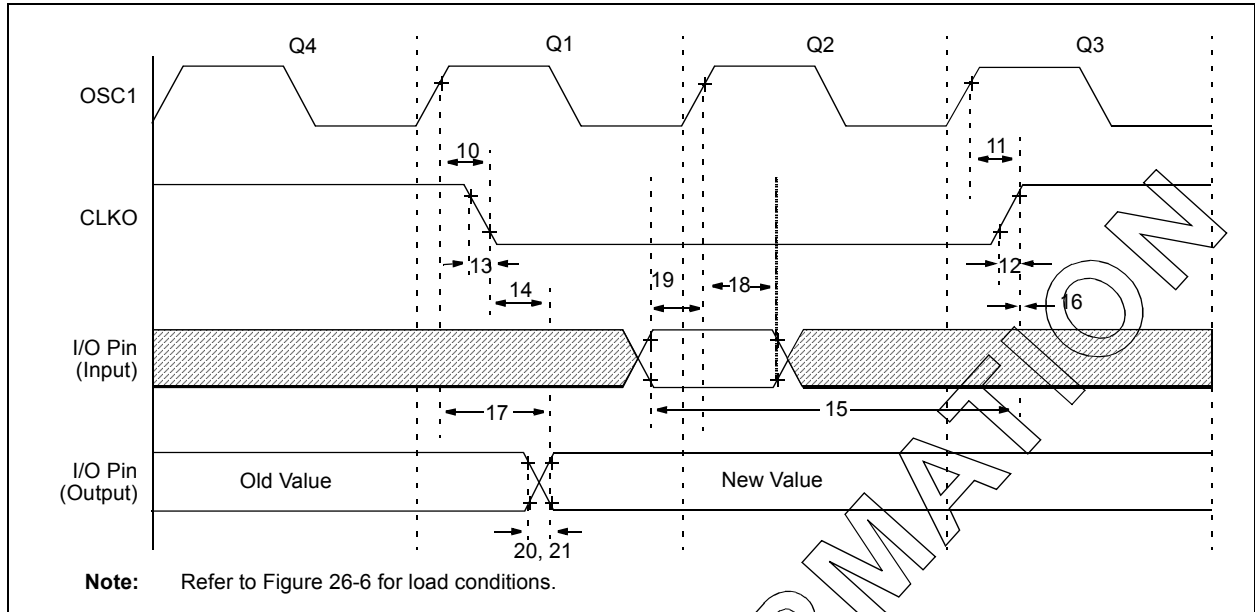 Q4 Q1 Q2 Q3
OSC1
10 11
CLKO
13 12
14 19 18 16
I/O Pin
(Input)
17 15
I/O Pin
(Output)
Old Value New Value
20, 21
Note: Refer to Figure 26-6 for load conditions.